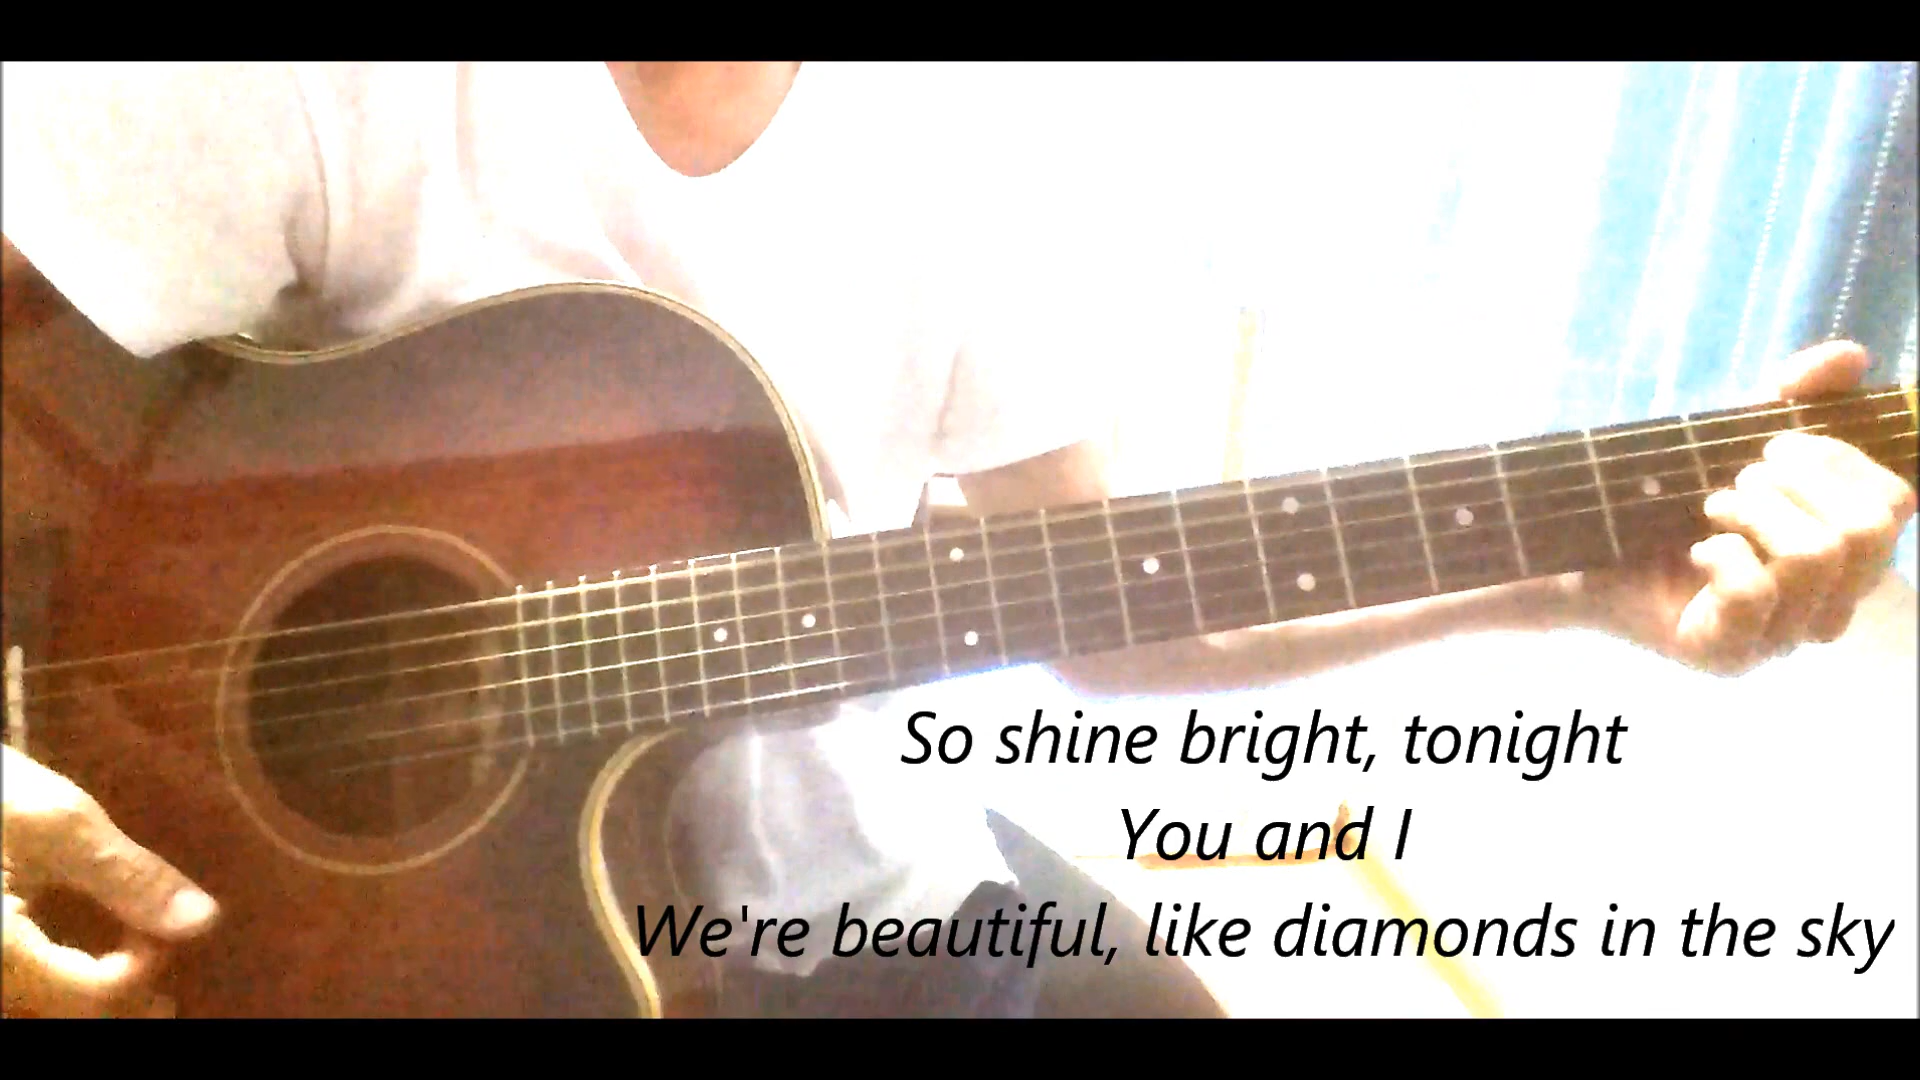 So shine bright, tonight
You and I
We're beautiful, like diamonds in the sky